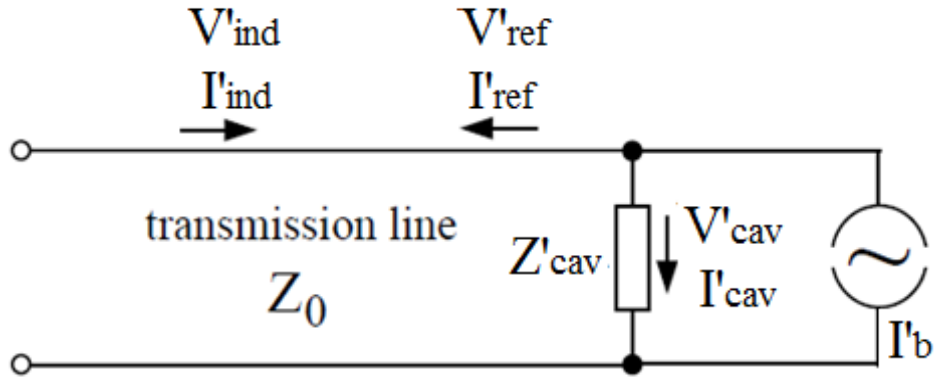 V'ind
I'ind
V'ref
I'ref
transmission line
Z0
Z'cav
V'cav
I'cav
I'b